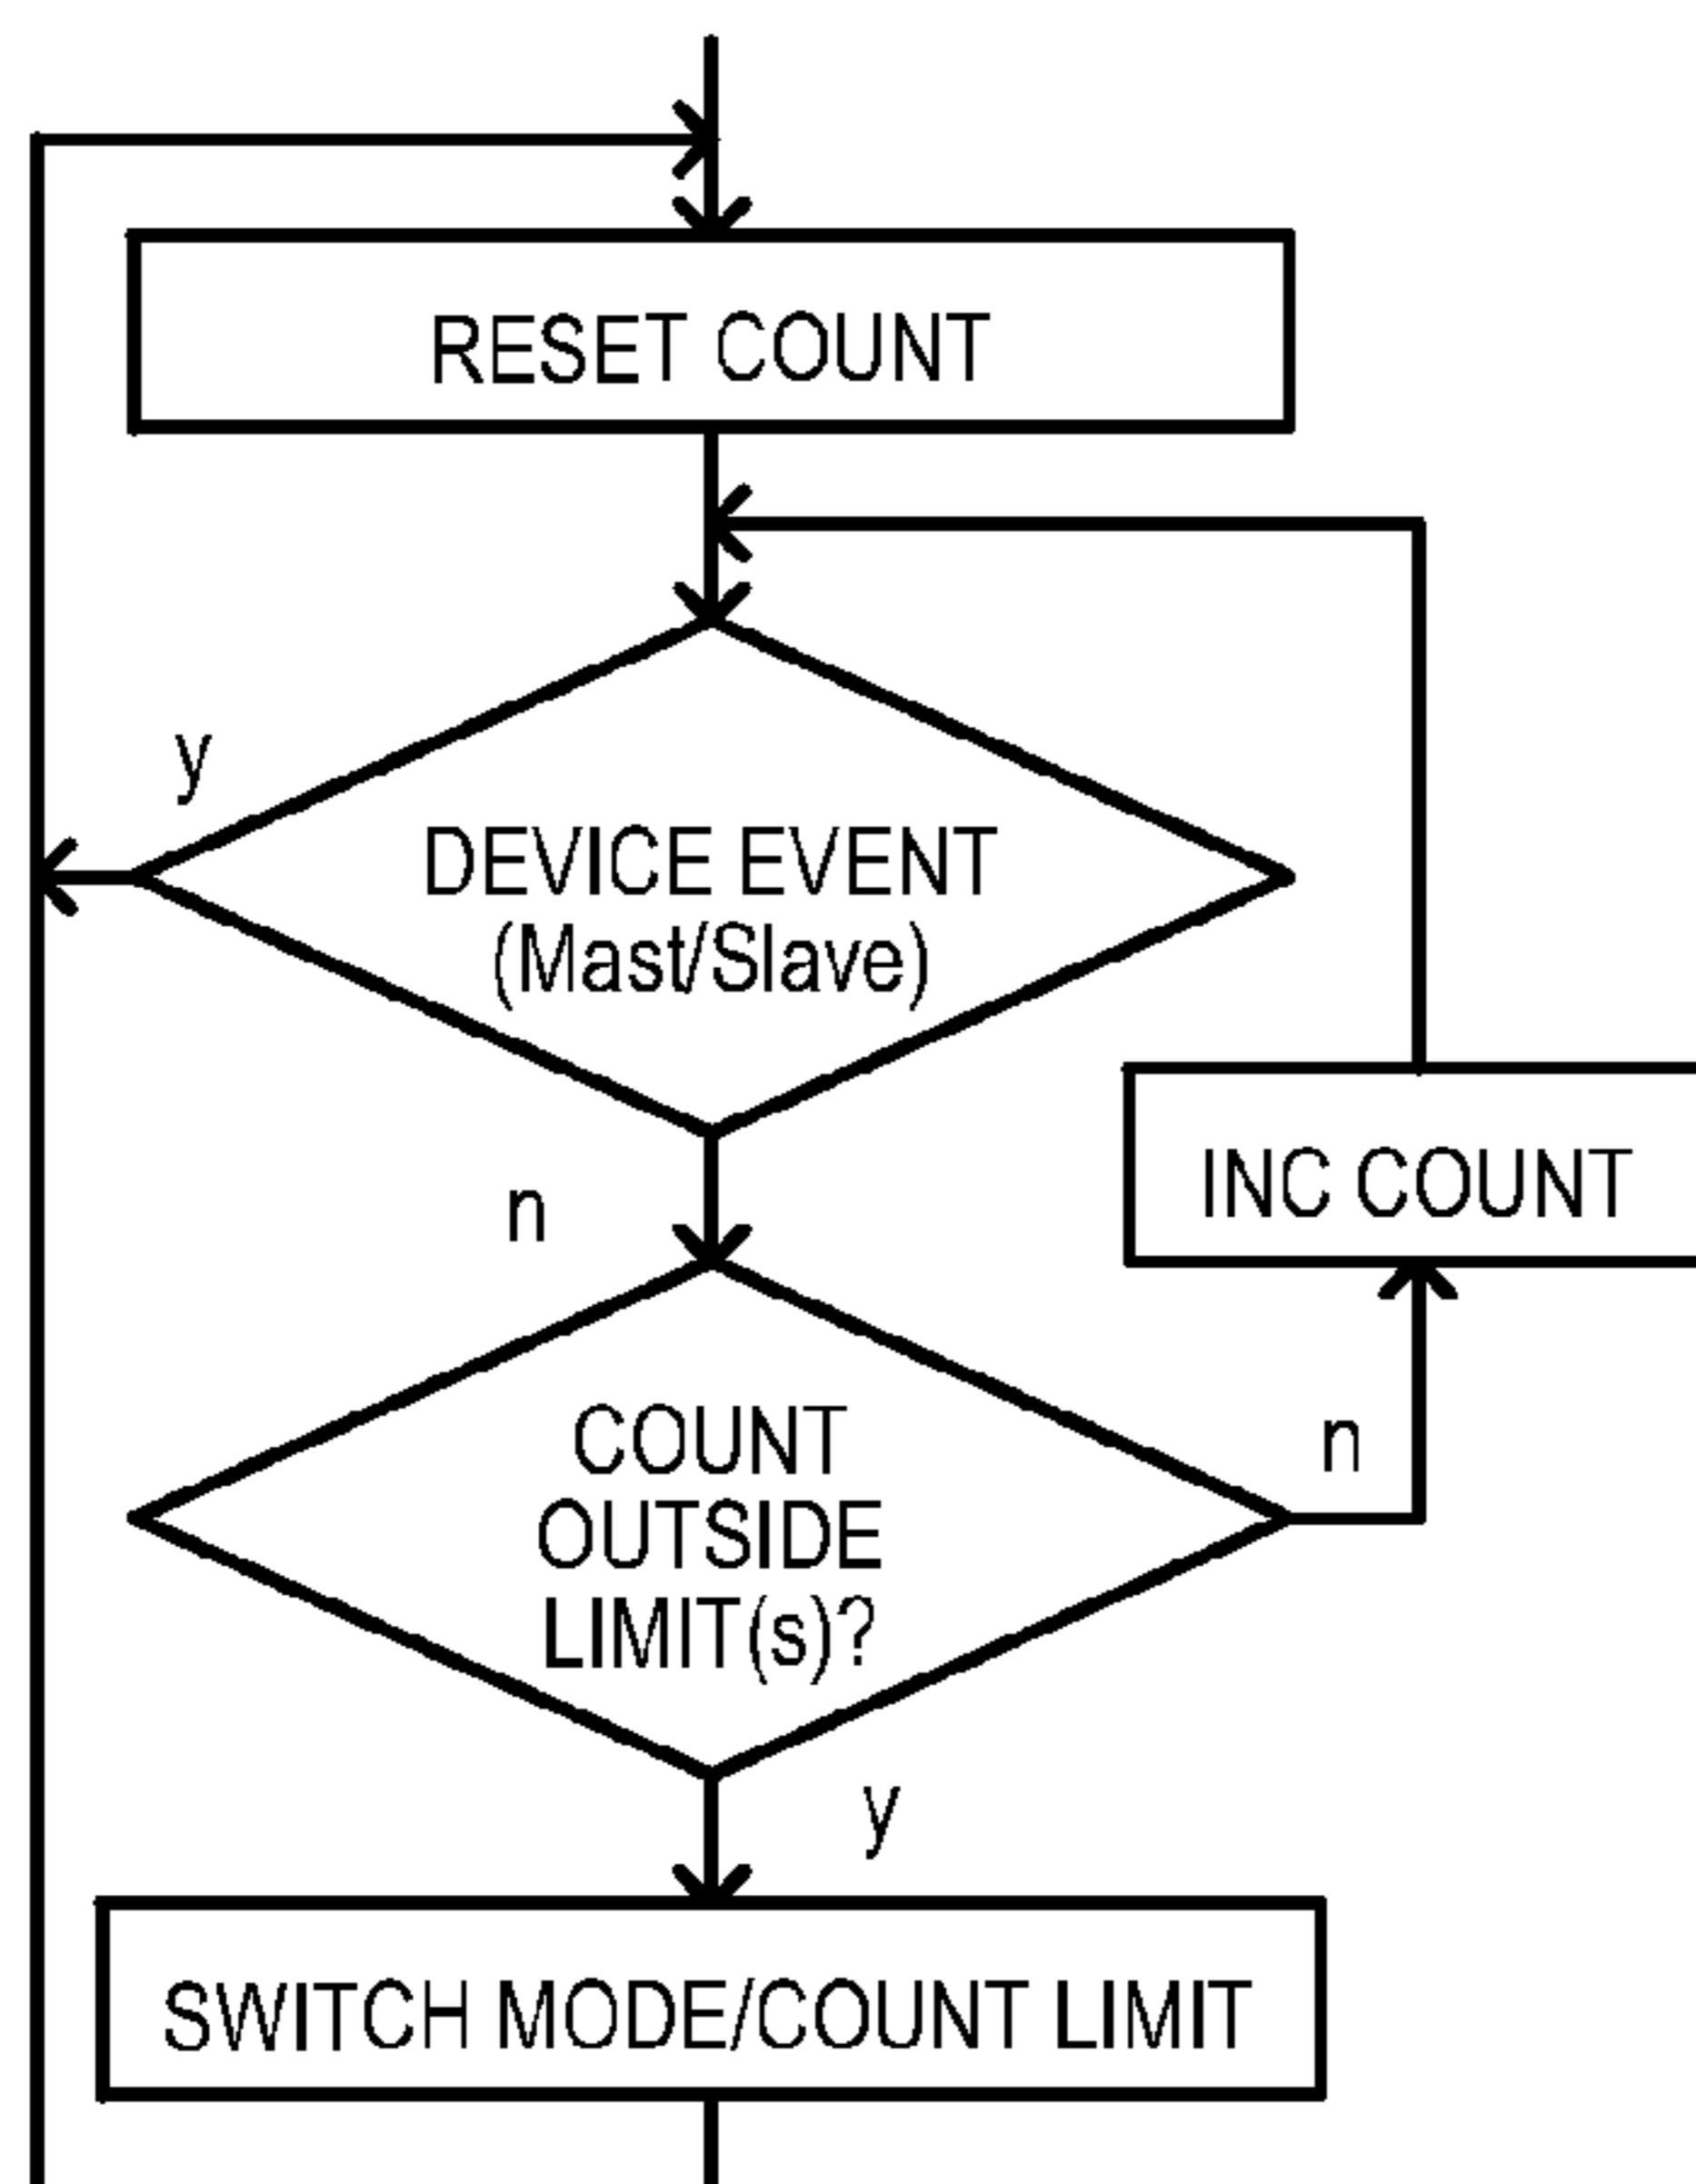 RESET COUNT
y
DEVICE EVENT
(Mast/Slave)
n
INC COUNT
COUNT
OUTSIDE
LIMIT(s)?
n
y
SWITCH MODE/COUNT LIMIT